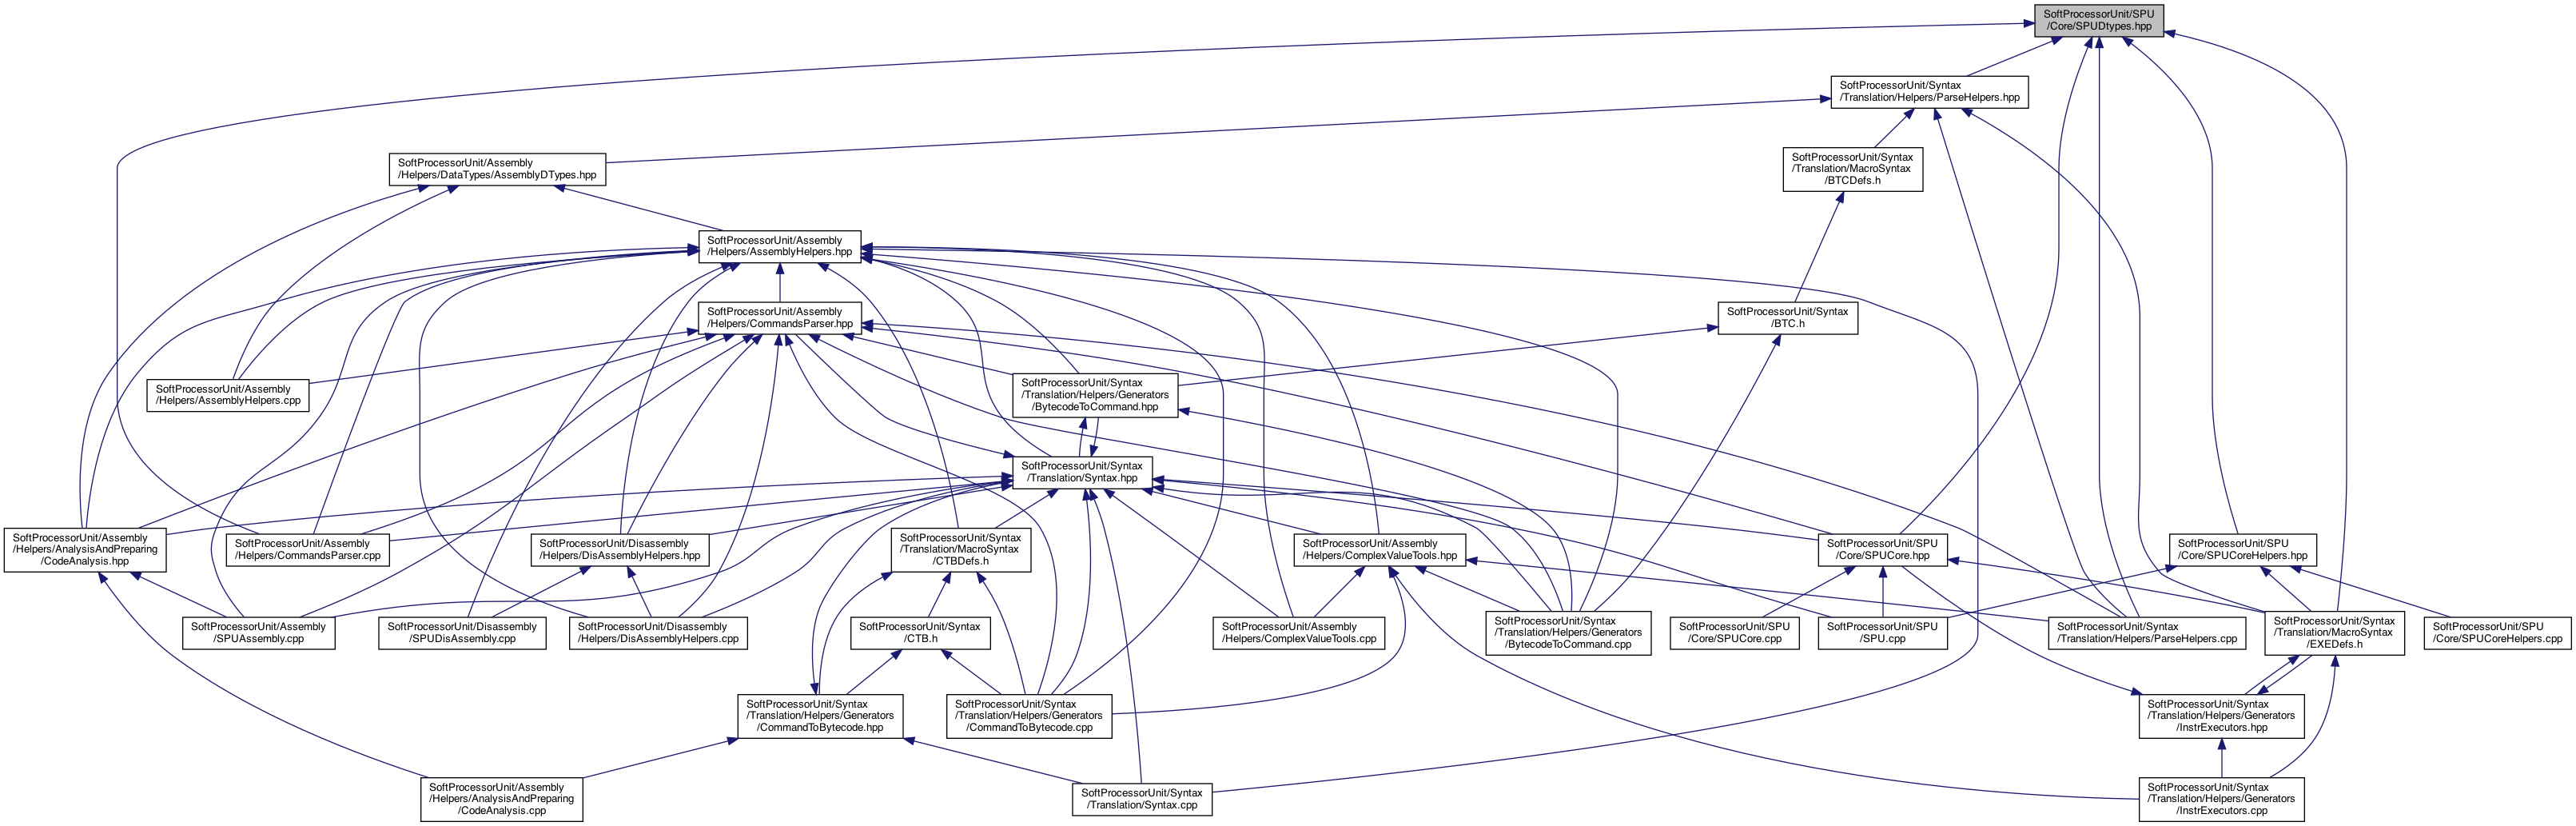 SoftProcessorUnit/SPU
/Core/SPUDtypes.hpp
SoftProcessorUnit/Syntax
/Translation/Helpers/ParseHelpers.hpp
SoftProcessorUnit/Assembly
/Helpers/DataTypes/AssemblyDTypes.hpp
SoftProcessorUnit/Syntax
/Translation/MacroSyntax
/BTCDefs.h
SoftProcessorUnit/Assembly
/Helpers/AssemblyHelpers.hpp
SoftProcessorUnit/Assembly
/Helpers/CommandsParser.hpp
SoftProcessorUnit/Syntax
/BTC.h
SoftProcessorUnit/Assembly
/Helpers/AssemblyHelpers.cpp
SoftProcessorUnit/Syntax
/Translation/Helpers/Generators
/BytecodeToCommand.hpp
SoftProcessorUnit/Syntax
/Translation/Syntax.hpp
SoftProcessorUnit/Assembly
/Helpers/AnalysisAndPreparing
/CodeAnalysis.hpp
SoftProcessorUnit/Assembly
/Helpers/CommandsParser.cpp
SoftProcessorUnit/Disassembly
/Helpers/DisAssemblyHelpers.hpp
SoftProcessorUnit/Syntax
/Translation/MacroSyntax
/CTBDefs.h
SoftProcessorUnit/Assembly
/Helpers/ComplexValueTools.hpp
SoftProcessorUnit/SPU
/Core/SPUCore.hpp
SoftProcessorUnit/SPU
/Core/SPUCoreHelpers.hpp
SoftProcessorUnit/Assembly
/SPUAssembly.cpp
SoftProcessorUnit/Disassembly
/SPUDisAssembly.cpp
SoftProcessorUnit/Disassembly
/Helpers/DisAssemblyHelpers.cpp
SoftProcessorUnit/Syntax
/CTB.h
SoftProcessorUnit/Assembly
/Helpers/ComplexValueTools.cpp
SoftProcessorUnit/Syntax
/Translation/Helpers/Generators
/BytecodeToCommand.cpp
SoftProcessorUnit/SPU
/Core/SPUCore.cpp
SoftProcessorUnit/SPU
/SPU.cpp
SoftProcessorUnit/Syntax
/Translation/Helpers/ParseHelpers.cpp
SoftProcessorUnit/Syntax
/Translation/MacroSyntax
/EXEDefs.h
SoftProcessorUnit/SPU
/Core/SPUCoreHelpers.cpp
SoftProcessorUnit/Syntax
/Translation/Helpers/Generators
/CommandToBytecode.hpp
SoftProcessorUnit/Syntax
/Translation/Helpers/Generators
/CommandToBytecode.cpp
SoftProcessorUnit/Syntax
/Translation/Helpers/Generators
/InstrExecutors.hpp
SoftProcessorUnit/Assembly
/Helpers/AnalysisAndPreparing
/CodeAnalysis.cpp
SoftProcessorUnit/Syntax
/Translation/Syntax.cpp
SoftProcessorUnit/Syntax
/Translation/Helpers/Generators
/InstrExecutors.cpp